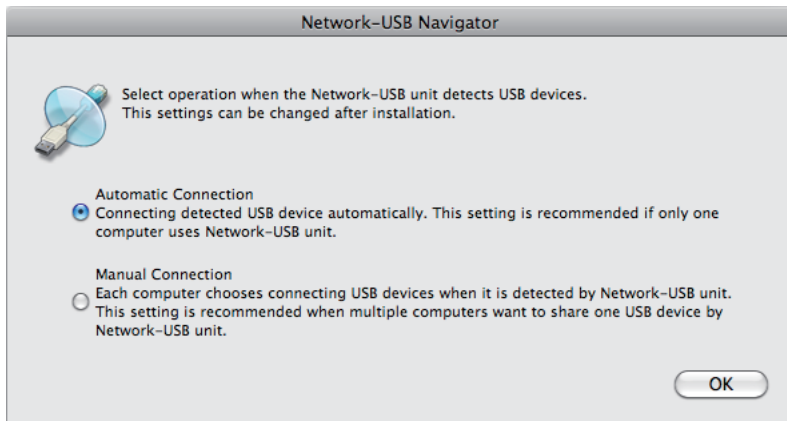 Network-USB Navigator
Select operation when the Network-USB unit detects USB devices.
This settings can be changed after installation.
Automatic Connection
Connecting detected USB device automatically. This setting is recommended if only one
computer uses Network-USB unit.
Manual Connection
Each computer chooses connecting USB devices when it is detected by Network-USB unit.
This setting is recommended when multiple computers want to share one USB device by
Network-USB unit.
OK